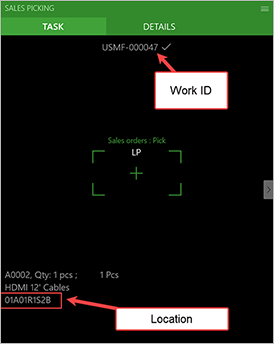 SALES PICKING
TASK DETAILS
USMF-000047
Work ID
Sales orders : Pick
LP
A0002, Qty: 1 pcs ; 1 Pcs
HDMI 12' Cables
01A01R1S2B
Location